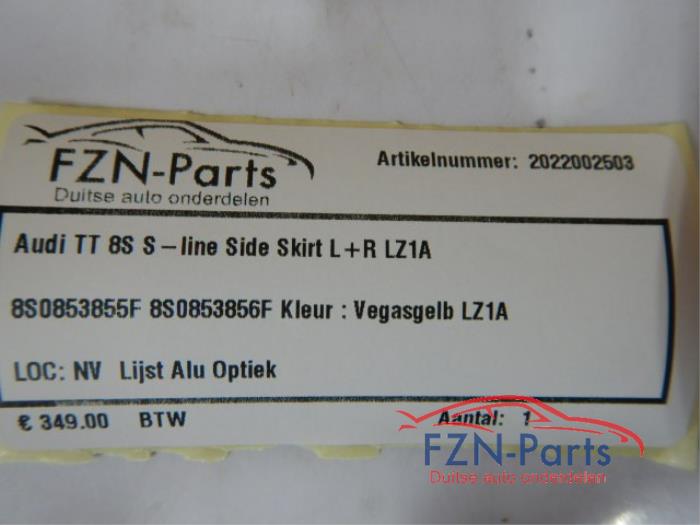 FZN-Parts
Duitse auto onderdelen
Artikelnummer: 2022002503
Audi TT 8S S-line Side Skirt L+R LZ1A
8S0853855F 8S0853856F Kleur : Vegasgelb LZ1A
LOC: NV Lijst Alu Optiek
€ 349.00 BTW Aantal: 1
FZN-Parts
Duitse auto onderdelen